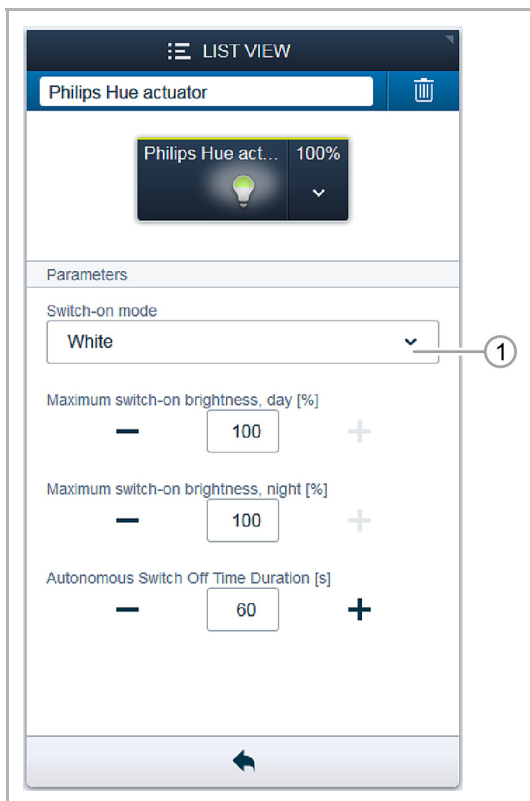 LIST VIEW
Philips Hue actuator
Philips Hue act... 100%
Parameters
Switch-on mode
White
1
Maximum switch-on brightness, day [%]
100
Maximum switch-on brightness, night [%]
100
Autonomous Switch Off Time Duration [s]
60